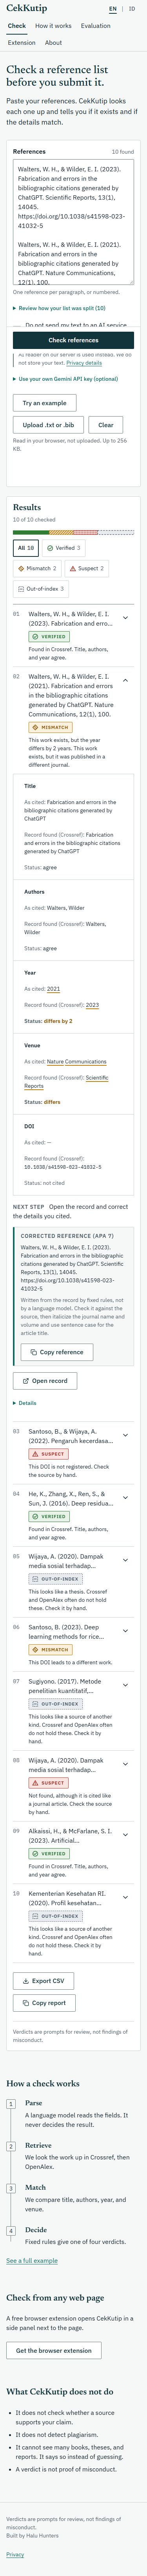 CekKutip
EN | ID
Check How it works Evaluation
Extension About
Check a reference list
before you submit it.
Paste your references. CekKutip looks
each one up and tells you if it exists and if
the details match.
References 10 found
Walters, W. H., & Wilder, E. I. (2023).
Fabrication and errors in the
bibliographic citations generated by
ChatGPT. Scientific Reports, 13(1),
14045.
https://doi.org/10.1038/s41598-023-
41032-5
Walters, W. H., & Wilder, E. I. (2021).
Fabrication and errors in the
bibliographic citations generated by
ChatGPT. Nature Communications,
12(1), 100.
One reference per paragraph, or numbered.
Review how your list was split (10)
Do not send my text to an AI service.
Check references
AI reader on our server is used instead. We do
not store your text. Privacy details
Use your own Gemini API key (optional)
Try an example
Upload .txt or .bib
Clear
Read in your browser, not uploaded. Up to 256
KB.
Results
10 of 10 checked
All 10
Verified 3
Mismatch 2
Suspect 2
Out-of-index 3
01 Walters, W. H., & Wilder, E. I.
(2023). Fabrication and erro…
VERIFIED
Found in Crossref. Title, authors,
and year agree.
02 Walters, W. H., & Wilder, E. I.
(2021). Fabrication and errors
in the bibliographic citations
generated by ChatGPT. Nature
Communications, 12(1), 100.
MISMATCH
This work exists, but the year
differs by 2 years. This work
exists, but it was published in a
different journal.
Title
As cited: Fabrication and errors in the
bibliographic citations generated by
ChatGPT
Record found (Crossref): Fabrication
and errors in the bibliographic citations
generated by ChatGPT
Status: agree
Authors
As cited: Walters, Wilder
Record found (Crossref): Walters,
Wilder
Status: agree
Year
As cited: 2021
Record found (Crossref): 2023
Status: differs by 2
Venue
As cited: Nature Communications
Record found (Crossref): Scientific
Reports
Status: differs
DOI
As cited: —
Record found (Crossref):
10.1038/s41598-023-41032-5
Status: not cited
NEXT STEP Open the record and correct
the details you cited.
CORRECTED REFERENCE (APA 7)
Walters, W. H., & Wilder, E. I. (2023).
Fabrication and errors in the bibliographic
citations generated by ChatGPT. Scientific
Reports, 13(1), 14045.
https://doi.org/10.1038/s41598-023-
41032-5
Written from the record by fixed rules, not
by a language model. Check it against the
source, then italicize the journal name and
volume and use sentence case for the
article title.
Copy reference
Open record
Details
03 Santoso, B., & Wijaya, A.
(2022). Pengaruh kecerdasa…
SUSPECT
This DOI is not registered. Check
the source by hand.
04 He, K., Zhang, X., Ren, S., &
Sun, J. (2016). Deep residua…
VERIFIED
Found in Crossref. Title, authors,
and year agree.
05 Wijaya, A. (2020). Dampak
media sosial terhadap…
OUT-OF-INDEX
This looks like a thesis. Crossref
and OpenAlex often do not hold
these. Check it by hand.
06 Santoso, B. (2023). Deep
learning methods for rice…
MISMATCH
This DOI leads to a different work.
07 Sugiyono. (2017). Metode
penelitian kuantitatif,…
OUT-OF-INDEX
This looks like a source of another
kind. Crossref and OpenAlex often
do not hold these. Check it by
hand.
08 Wijaya, A. (2020). Dampak
media sosial terhadap…
SUSPECT
Not found, although it is cited like
a journal article. Check the source
by hand.
09 Alkaissi, H., & McFarlane, S. I.
(2023). Artificial…
VERIFIED
Found in Crossref. Title, authors,
and year agree.
10 Kementerian Kesehatan RI.
(2020). Profil kesehatan…
OUT-OF-INDEX
This looks like a source of another
kind. Crossref and OpenAlex often
do not hold these. Check it by
hand.
Export CSV
Copy report
Verdicts are prompts for review, not findings of
misconduct.
How a check works
1 Parse
A language model reads the fields. It
never decides the result.
2 Retrieve
We look the work up in Crossref, then
OpenAlex.
3 Match
We compare title, authors, year, and
venue.
4 Decide
Fixed rules give one of four verdicts.
See a full example
Check from any web page
A free browser extension opens CekKutip in a
side panel next to the page.
Get the browser extension
What CekKutip does not do
It does not check whether a source
supports your claim.
It does not detect plagiarism.
It cannot see many books, theses, and
reports. It says so instead of guessing.
A verdict is not proof of misconduct.
Verdicts are prompts for review, not findings of
misconduct.
Built by Halu Hunters
Privacy